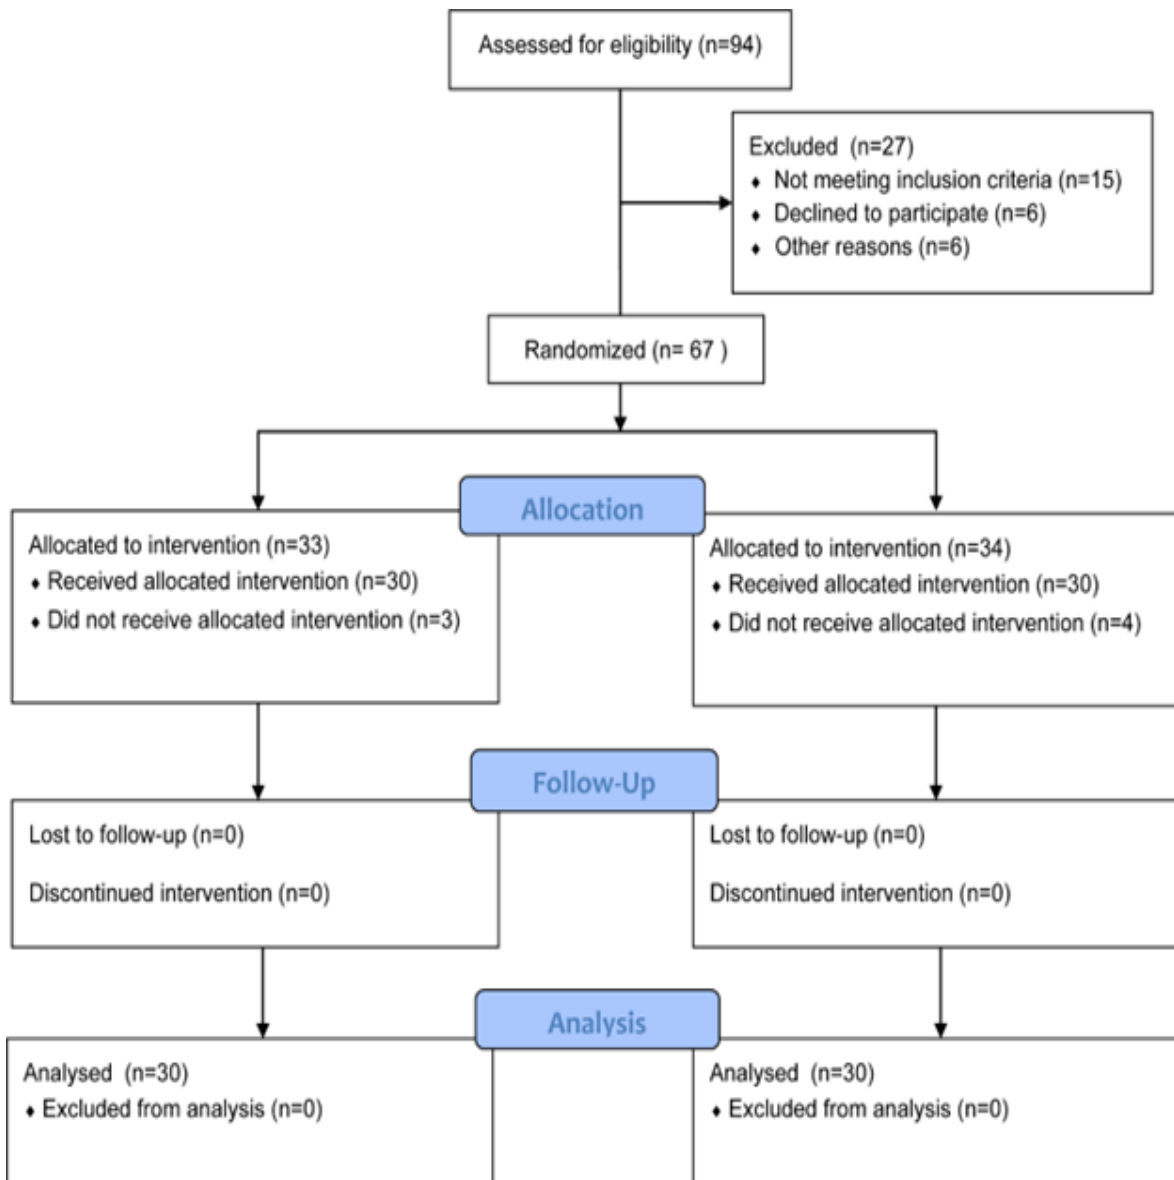 Assessed for eligibility (n=94)
Excluded (n=27)
♦ Not meeting inclusion criteria (n=15)
♦ Declined to participate (n=6)
♦ Other reasons (n=6)
Randomized (n= 67 )
Allocation
Allocated to intervention (n=33)
♦ Received allocated intervention (n=30)
♦ Did not receive allocated intervention (n=3)
Allocated to intervention (n=34)
♦ Received allocated intervention (n=30)
♦ Did not receive allocated intervention (n=4)
Follow-Up
Lost to follow-up (n=0)
Discontinued intervention (n=0)
Lost to follow-up (n=0)
Discontinued intervention (n=0)
Analysis
Analysed (n=30)
♦ Excluded from analysis (n=0)
Analysed (n=30)
♦ Excluded from analysis (n=0)